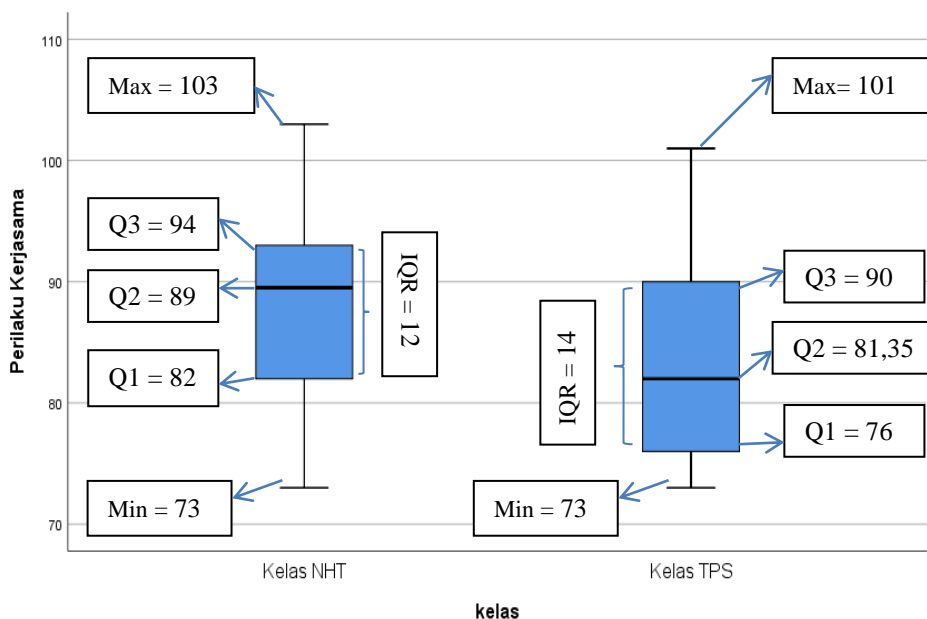 110
100
90
80
70
Perilaku Kerjasama
Max = 103
Q3 = 94
Q2 = 89
Q1 = 82
Min = 73
IQR = 12
Max= 101
Q3 = 90
Q2 = 81,35
Q1 = 76
Min = 73
IQR = 14
Kelas NHT
Kelas TPS
kelas